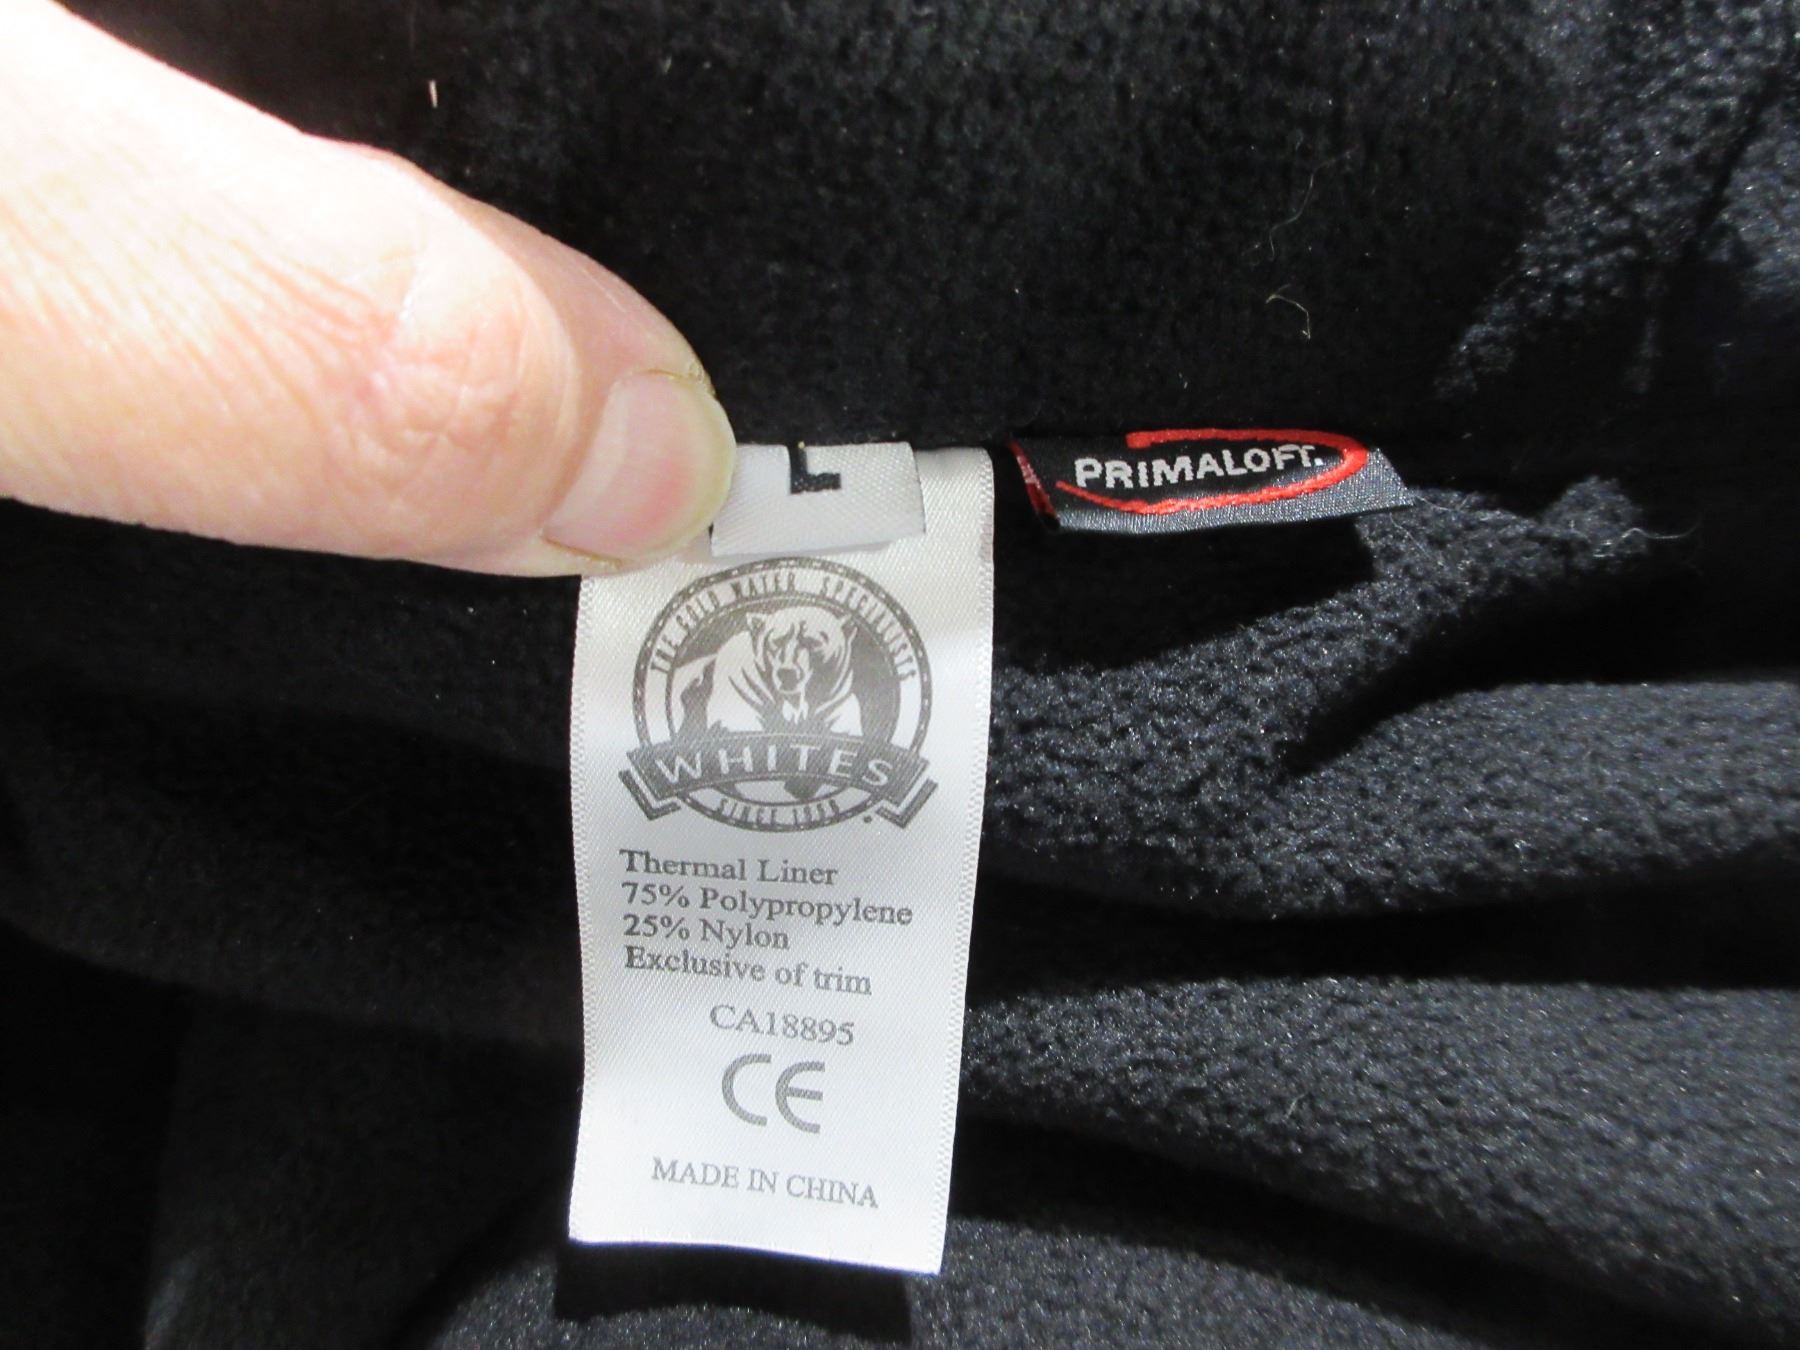 L
PRIMALOFT.
THE COLD WATER SPECIALISTS
WHITES
SINCE
Thermal Liner
75% Polypropylene
25% Nylon
Exclusive of trim
CA18895
CE
MADE IN CHINA